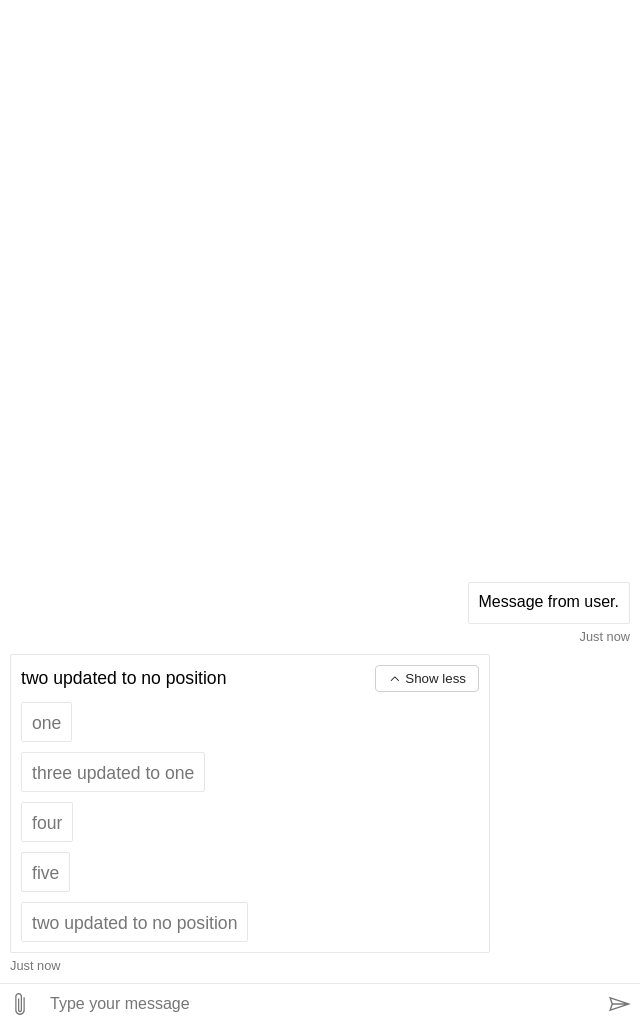 Message from user.
Just now
two updated to no position
Show less
one
three updated to one
four
five
two updated to no position
Just now
Type your message